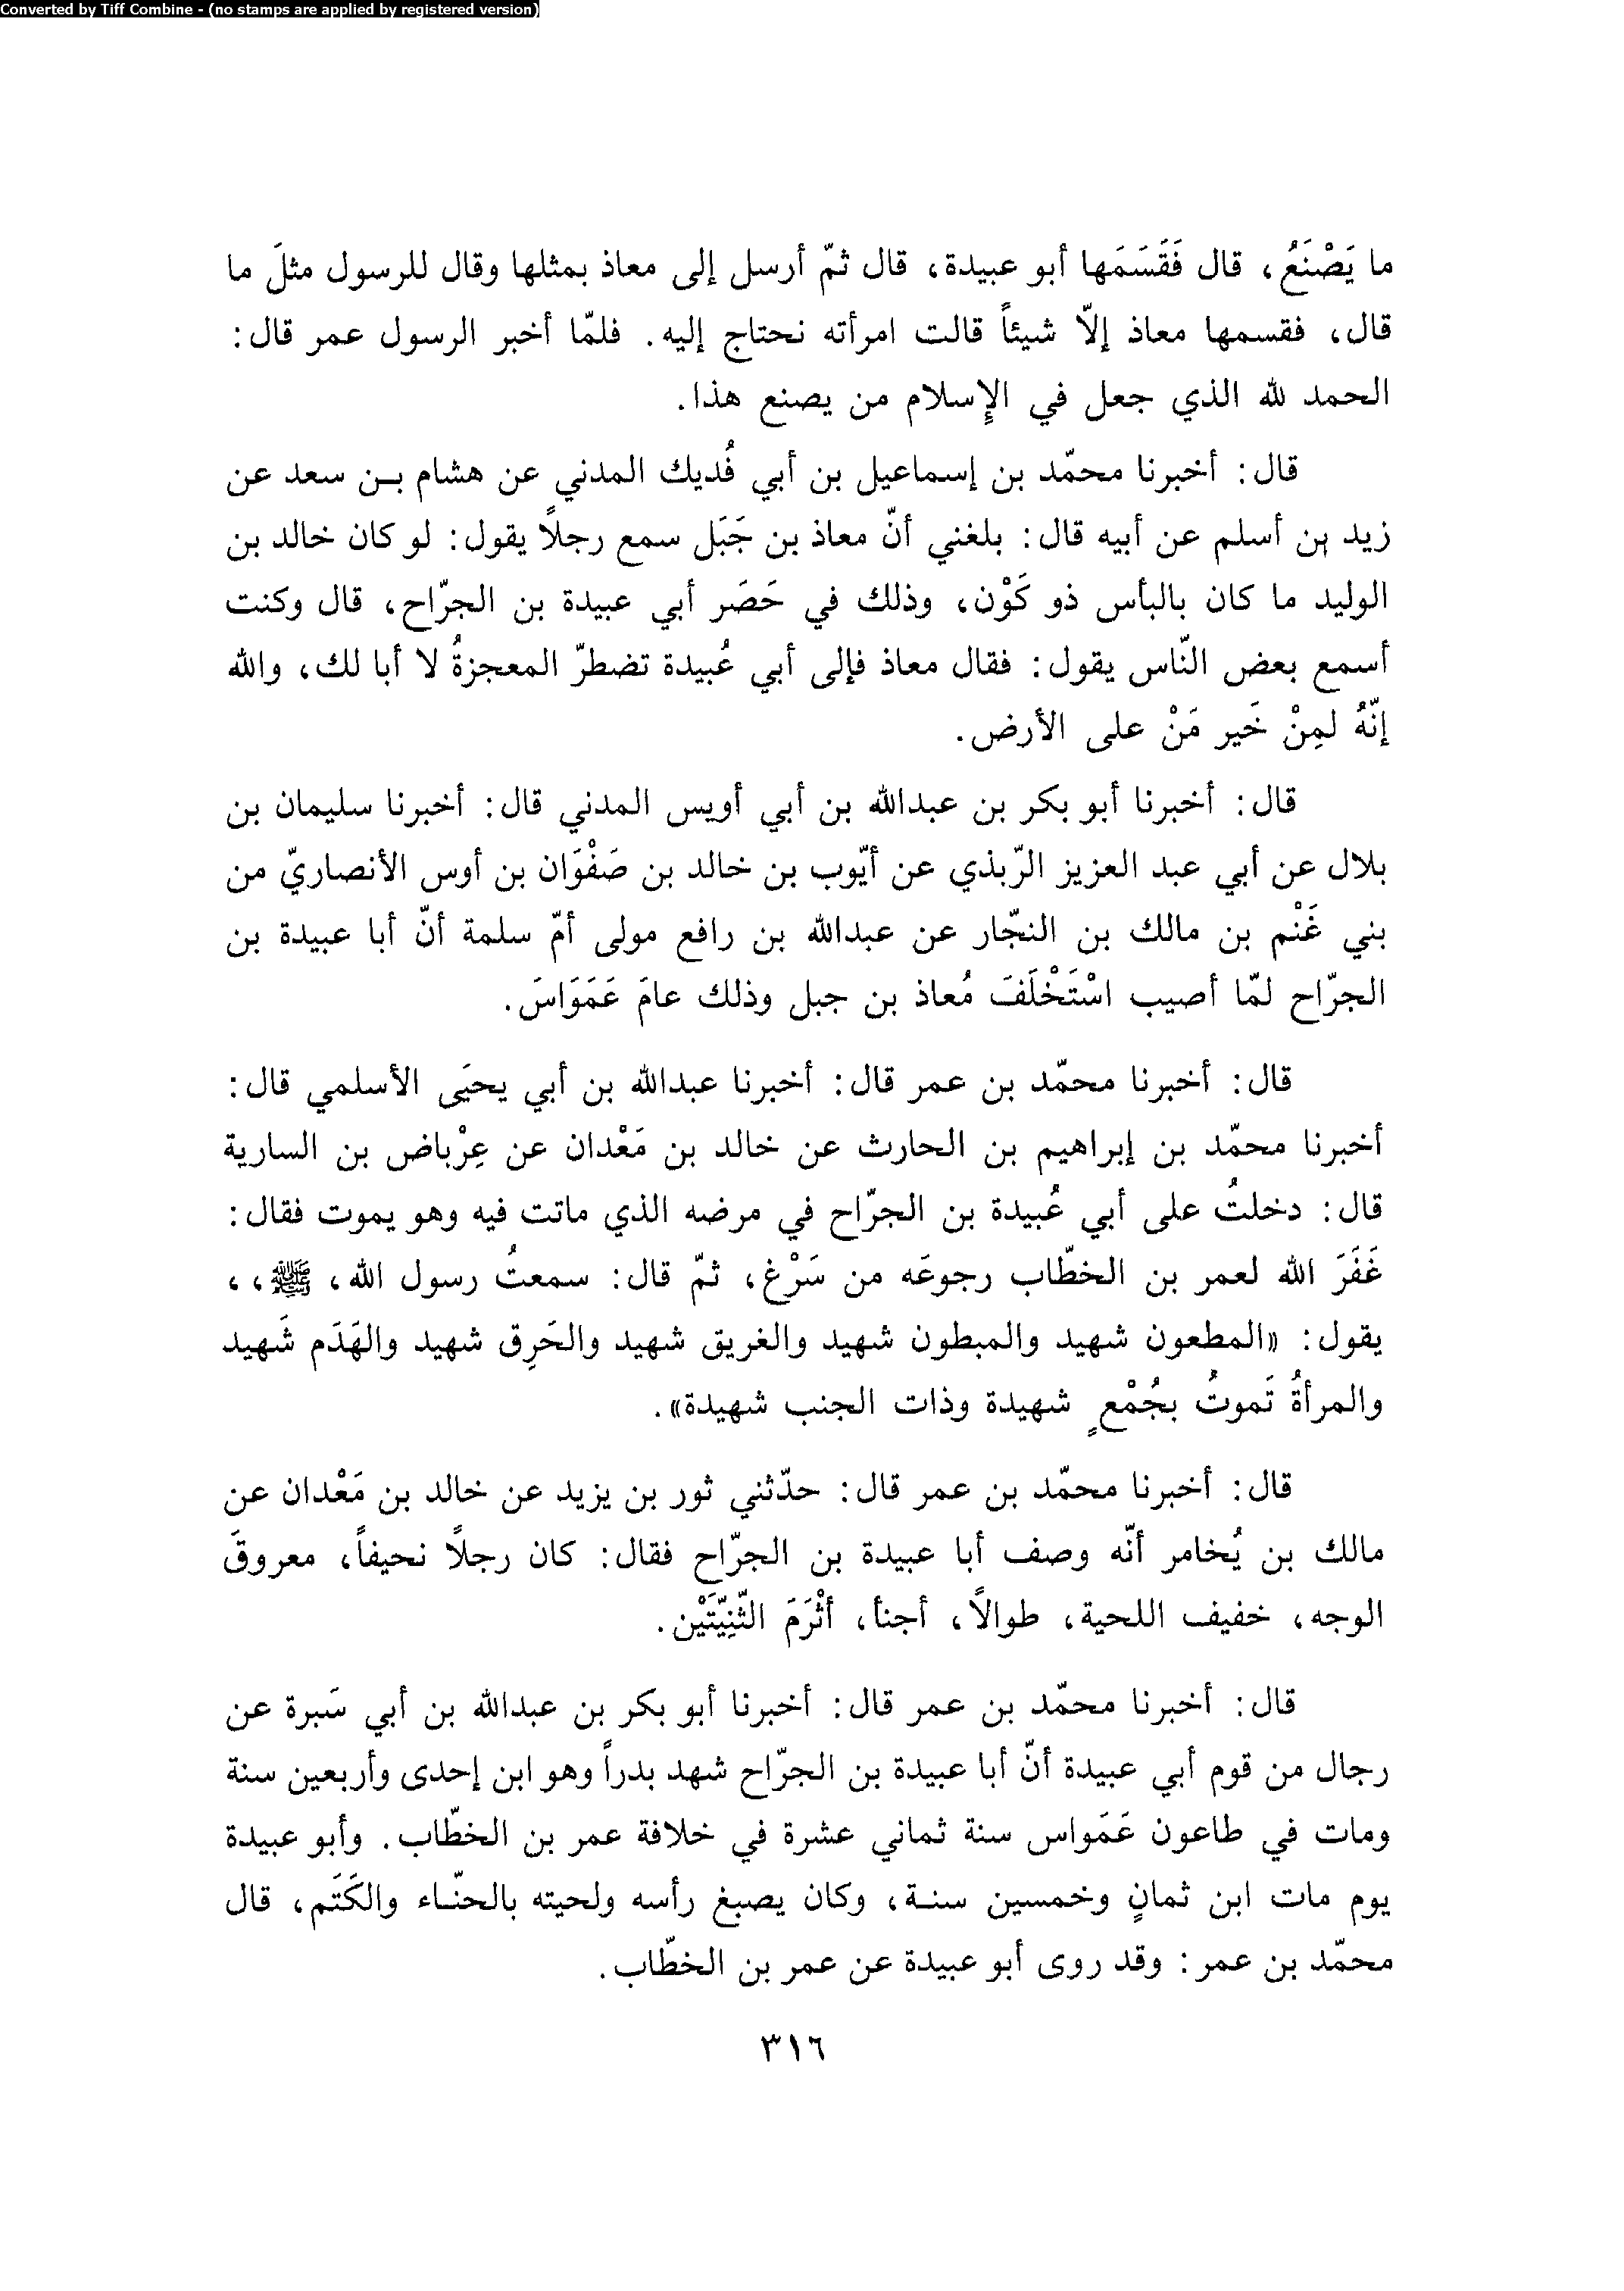 Converted by Tiff Combine - (no stamps are applied by registered version)
ما يَصْنَعُ، قال فَقَسَمَها أبو عبيدة، قال ثمّ أرسل إلى معاذ بمثلها وقال للرسول مثلَ ما
قال، فقسمها معاذ إلاّ شيئاً قالت امرأته نحتاج إليه. فلمّا أخبر الرسول عمر قال:
الحمد لله الذي جعل في الإسلام من يصنع هذا.
قال: أخبرنا محمّد بن إسماعيل بن أبي فُديك المدني عن هشام بن سعد عن
زيد بن أسلم عن أبيه قال: بلغني أنّ معاذ بن جَبَل سمع رجلاً يقول: لو كان خالد بن
الوليد ما كان بالبأس ذو كَوْن، وذلك في حَصَر أبي عبيدة بن الجرّاح، قال وكنت
أسمع بعض النّاس يقول: فقال معاذ فإلى أبي عُبيدة تضطرّ المعجزةُ لا أبا لك، والله
إنّهُ لمِنْ خَير مَنْ على الأرض.
قال: أخبرنا أبو بكر بن عبدالله بن أبي أويس المدني قال: أخبرنا سليمان بن
بلال عن أبي عبد العزيز الرّبذي عن أيّوب بن خالد بن صَفْوَان بن أوس الأنصاريّ من
بني غَنْم بن مالك بن النجّار عن عبدالله بن رافع مولى أمّ سلمة أنّ أبا عبيدة بن
الجرّاح لمّا أصيب اسْتَخْلَفَ مُعاذ بن جبل وذلك عامَ عَمَوَاسَ.
قال: أخبرنا محمّد بن عمر قال: أخبرنا عبدالله بن أبي يحيَى الأسلمي قال:
أخبرنا محمّد بن إبراهيم بن الحارث عن خالد بن مَعْدان عن عِرْباض بن السارية
قال: دخلتُ على أبي عُبيدة بن الجرّاح في مرضه الذي ماتت فيه وهو يموت فقال:
غَفَرَ الله لعمر بن الخطّاب رجوعَه من سَرْغ، ثمّ قال: سمعتُ رسول الله، ﷺ، ،
يقول: «المطعون شهيد والمبطون شهيد والغريق شهيد والحَرِق شهيد والهَدَم شَهيد
والمرأةُ تَموتُ بجُمْعٍ شهيدة وذات الجنب شهيدة».
قال: أخبرنا محمّد بن عمر قال: حدّثني ثور بن يزيد عن خالد بن مَعْدان عن
مالك بن يُخامر أنّه وصف أبا عبيدة بن الجرّاح فقال: كان رجلاً نحيفاً، معروقَ
الوجه، خفيف اللحية، طوالاً، أجنأ، أثْرَمَ الثّنِيّتَيْن.
قال: أخبرنا محمّد بن عمر قال: أخبرنا أبو بكر بن عبدالله بن أبي سَبرة عن
رجال من قوم أبي عبيدة أنّ أبا عبيدة بن الجرّاح شهد بدراً وهو ابن إحدى وأربعين سنة
ومات في طاعون عَمَواس سنة ثماني عشرة في خلافة عمر بن الخطّاب. وأبو عبيدة
يوم مات ابن ثمانٍ وخمسين سنة، وكان يصبغ رأسه ولحيته بالحنّاء والكَتَم، قال
محمّد بن عمر: وقد روى أبو عبيدة عن عمر بن الخطّاب.
٣١٦